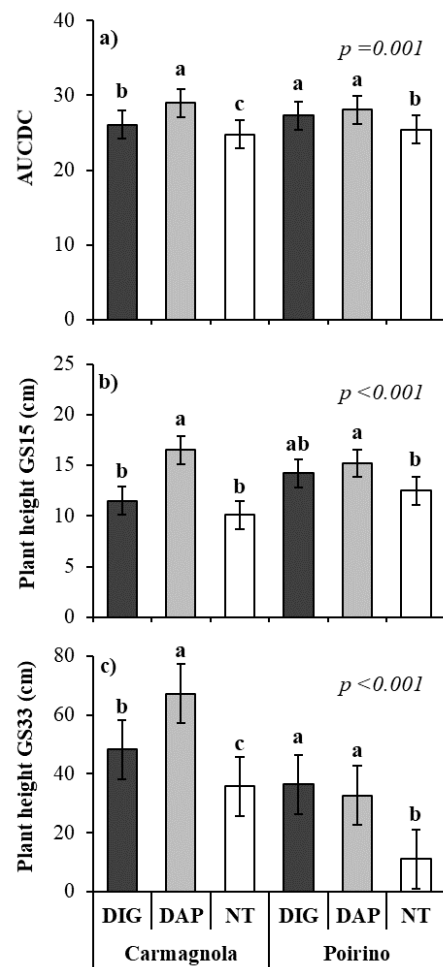 a)
p =0.001
AUCDC
40
30
20
10
0
b a c a a b
b)
p <0.001
Plant height GS15 (cm)
25
20
15
10
5
0
b a b ab a b
c)
p <0.001
Plant height GS33 (cm)
80
60
40
20
0
b a c a a b
DIG DAP NT DIG DAP NT
Carmagnola Poirino